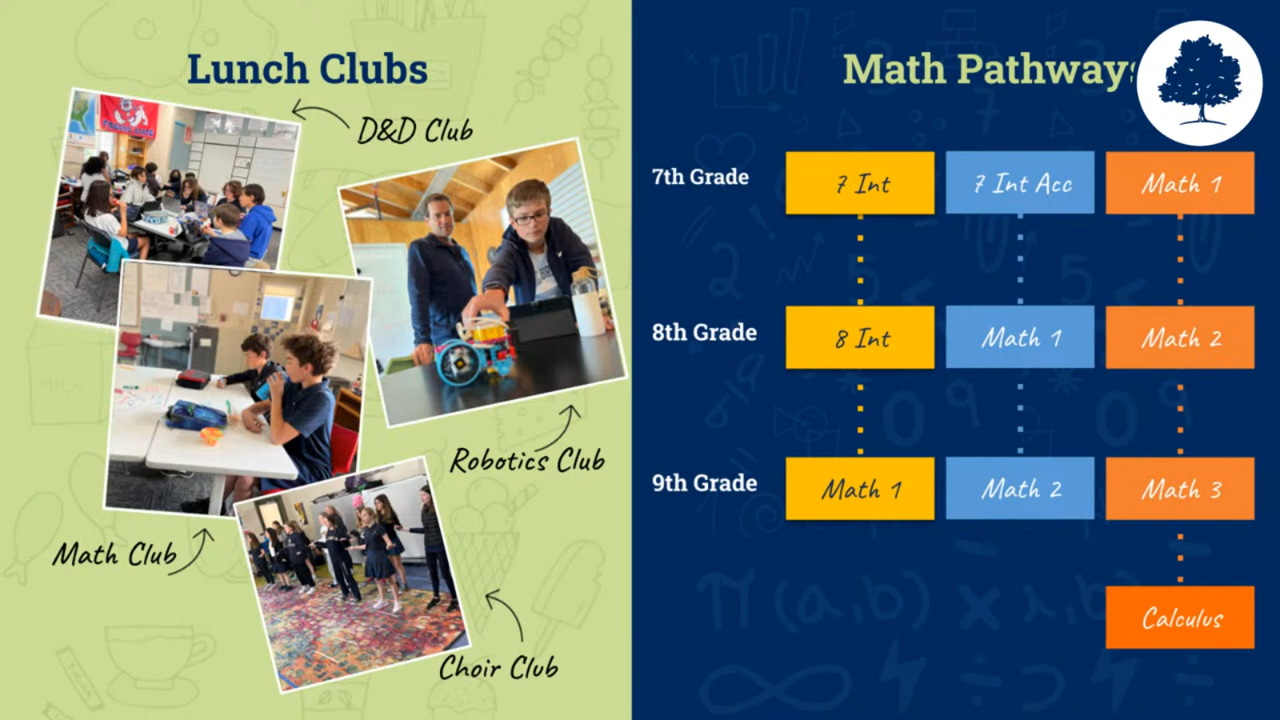 Lunch Clubs
D&D Club
Robotics Club
Math Club
Choir Club
Math Pathways
7th Grade
7 Int
7 Int Acc
Math 1
8th Grade
8 Int
Math 1
Math 2
9th Grade
Math 1
Math 2
Math 3
Calculus